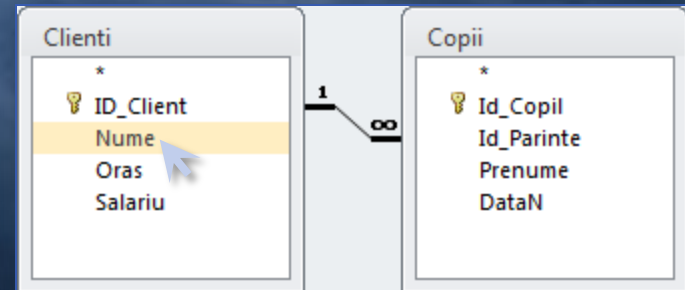 Clienti
*
ID_Client
Nume
Oras
Salariu
1
∞
Copii
*
Id_Copil
Id_Parinte
Prenume
DataN